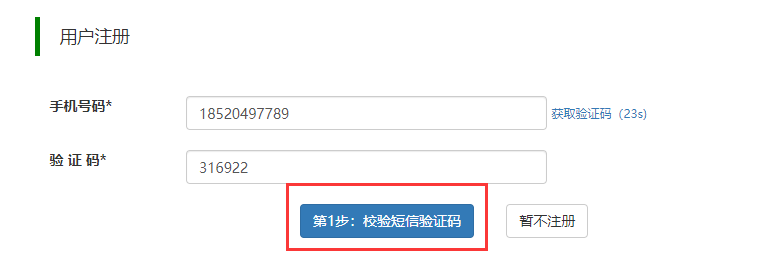 用户注册
手机号码* 18520497789 获取验证码（23s)
验 证 码* 316922
第1步：校验短信验证码 暂不注册